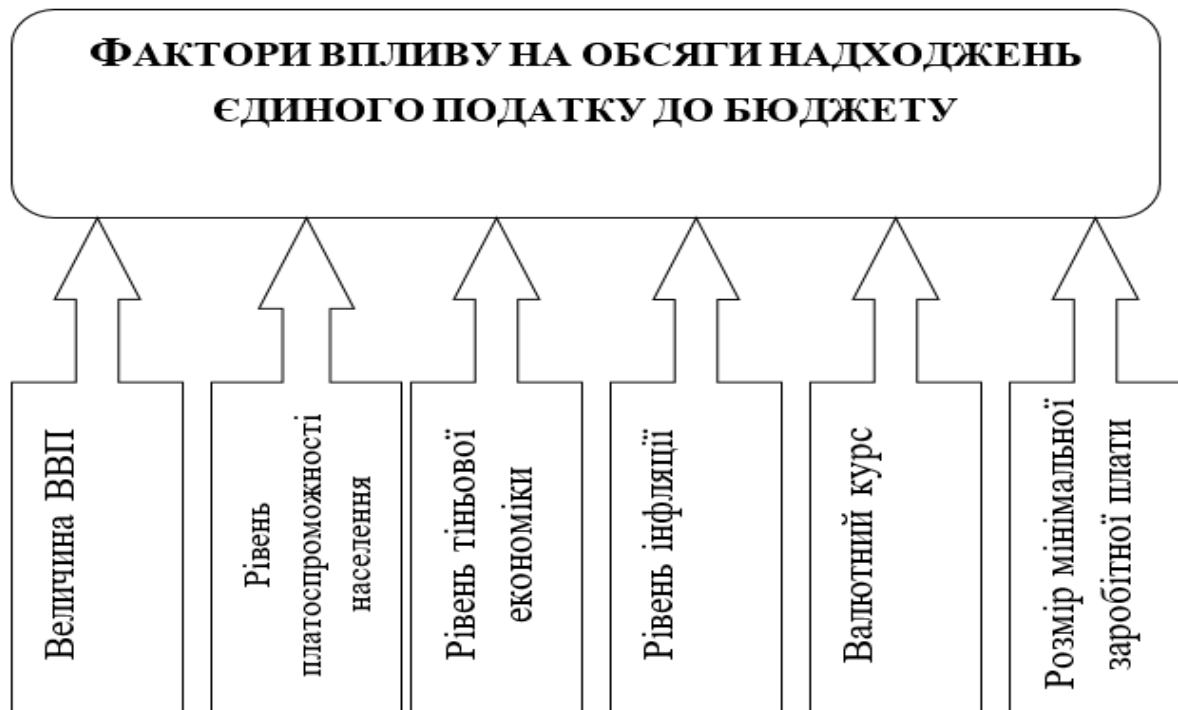 ФАКТОРИ ВПЛИВУ НА ОБСЯГИ НАДХОДЖЕНЬ
ЄДИНОГО ПОДАТКУ ДО БЮДЖЕТУ
Величина ВВП
Рівень
платоспроможності
населення
Рівень тіньової
економіки
Рівень інфляції
Валютний курс
Розмір мінімальної
заробітної плати